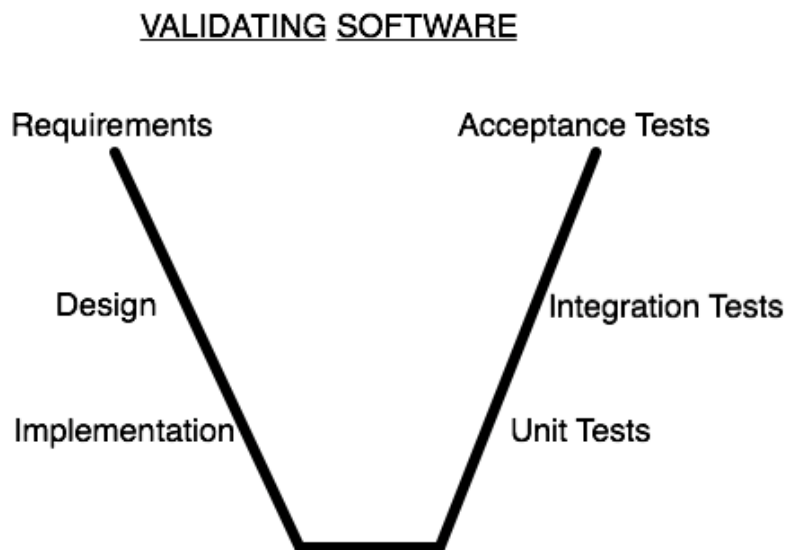 VALIDATING SOFTWARE
Requirements
Acceptance Tests
Design
Integration Tests
Implementation
Unit Tests